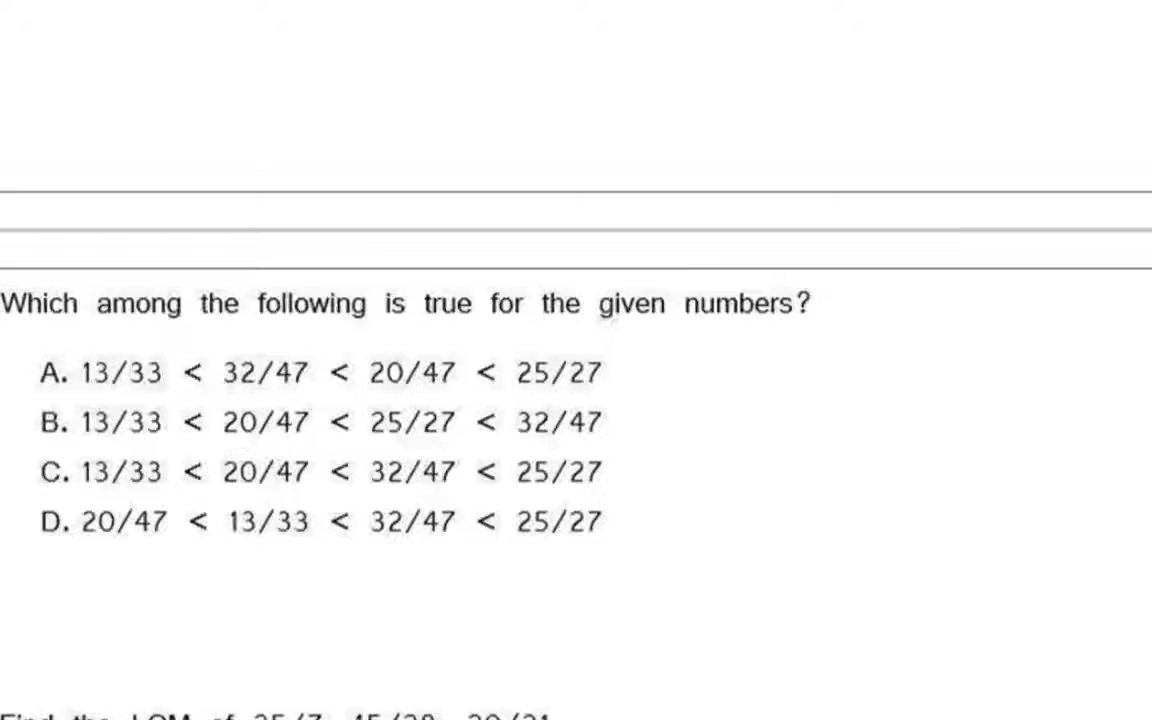 Which among the following is true for the given numbers?
A. 13/33 < 32/47 < 20/47 < 25/27
B. 13/33 < 20/47 < 25/27 < 32/47
C. 13/33 < 20/47 < 32/47 < 25/27
D. 20/47 < 13/33 < 32/47 < 25/27